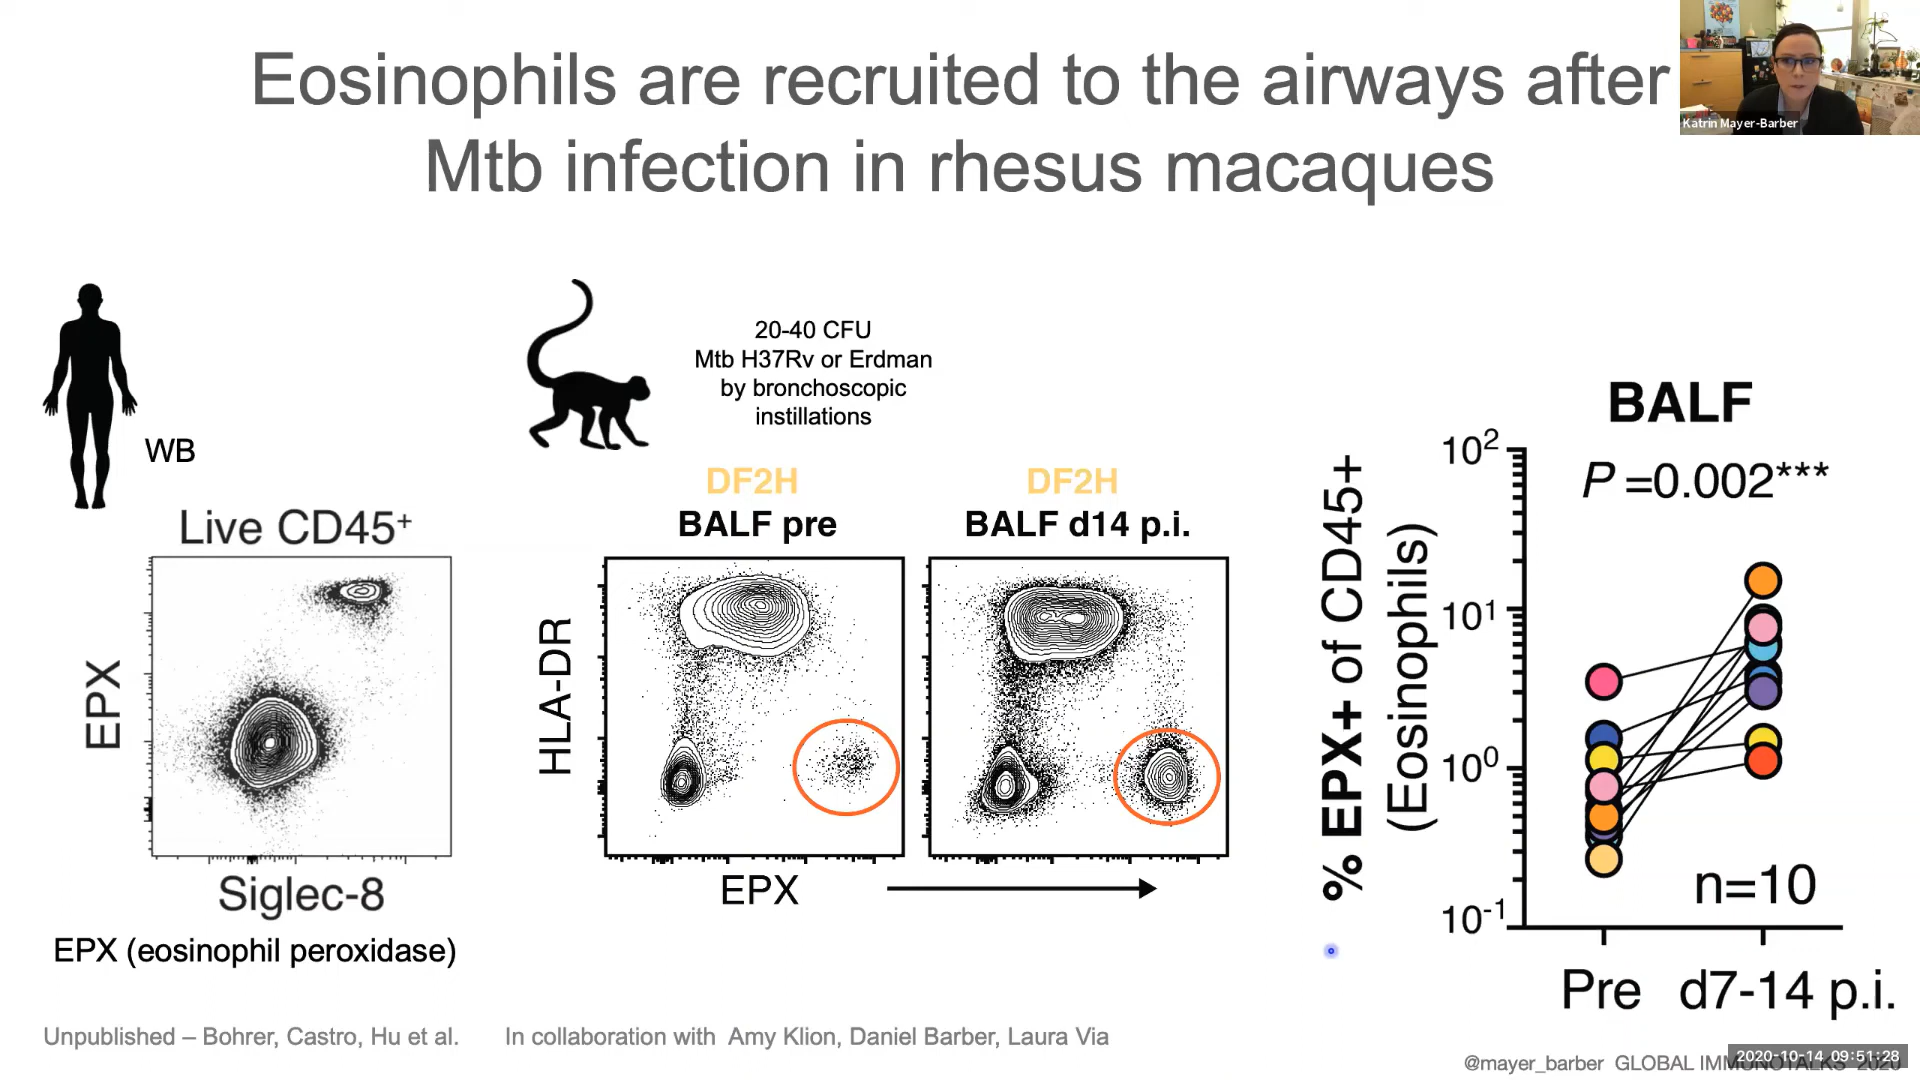 Eosinophils are recruited to the airways after
Mtb infection in rhesus macaques
Katrin Mayer-Barber
WB
Live CD45+
EPX
Siglec-8
EPX (eosinophil peroxidase)
20-40 CFU
Mtb H37Rv or Erdman
by bronchoscopic
instillations
DF2H
BALF pre
DF2H
BALF d14 p.i.
HLA-DR
EPX
BALF
P =0.002***
% EPX+ of CD45+
(Eosinophils)
10²
10¹
10⁰
10⁻¹
n=10
Pre
d7-14 p.i.
Unpublished – Bohrer, Castro, Hu et al.
In collaboration with Amy Klion, Daniel Barber, Laura Via
@mayer_barber GLOBAL IMMUNOTALKS 2020
2020-10-14 09:51:28